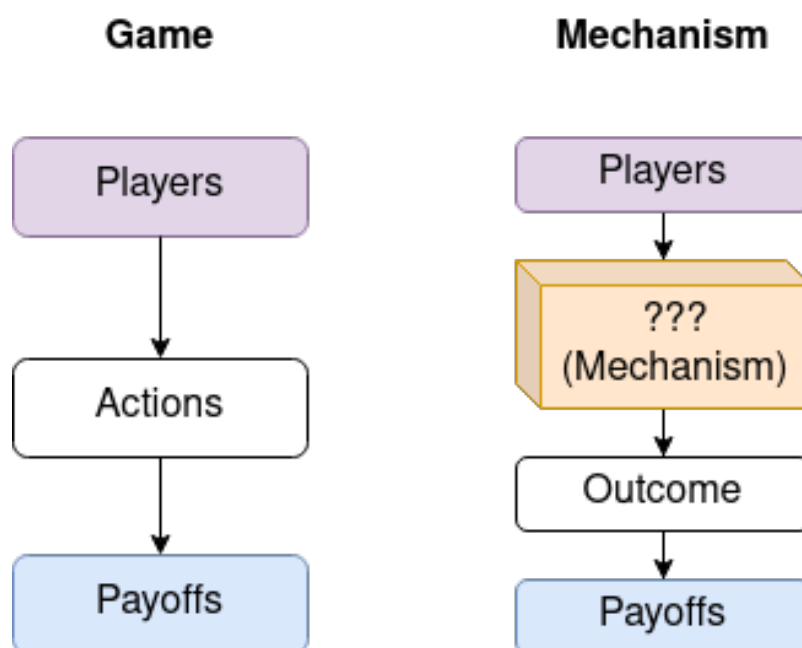 Game
Players
Actions
Payoffs
Mechanism
Players
???
(Mechanism)
Outcome
Payoffs